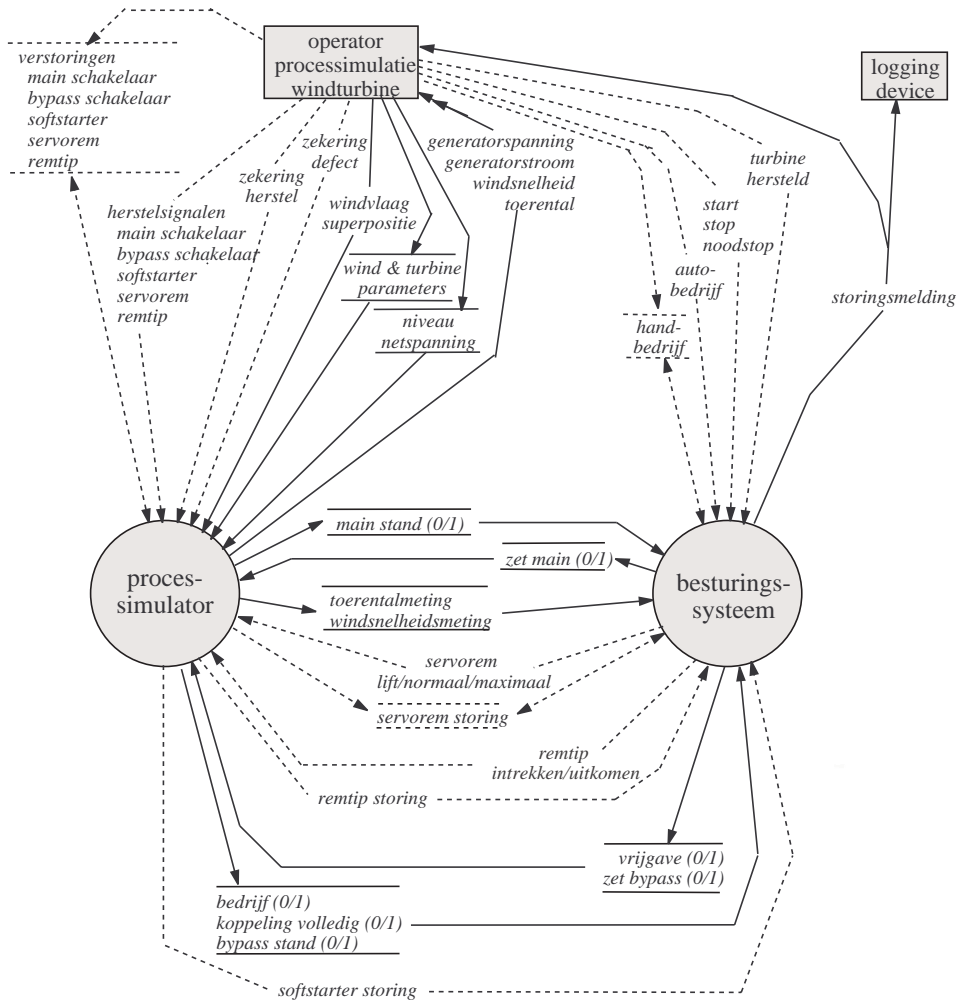 operator
processimulatie
windturbine
logging
device
verstoringen
main schakelaar
bypass schakelaar
softstarter
servorem
remtip
zekering
defect
zekering
herstel
herstelsignalen
main schakelaar
bypass schakelaar
softstarter
servorem
remtip
windvlaag
superpositie
wind & turbine
parameters
niveau
netspanning
generatorspanning
generatorstroom
windsnelheid
toerental
turbine
hersteld
start
stop
noodstop
auto-
bedrijf
hand-
bedrijf
storingsmelding
proces-
simulator
besturings-
systeem
main stand (0/1)
zet main (0/1)
toerentalmeting
windsnelheidsmeting
servorem
lift/normaal/maximaal
servorem storing
remtip
intrekken/uitkomen
remtip storing
vrijgave (0/1)
zet bypass (0/1)
bedrijf (0/1)
koppeling volledig (0/1)
bypass stand (0/1)
softstarter storing